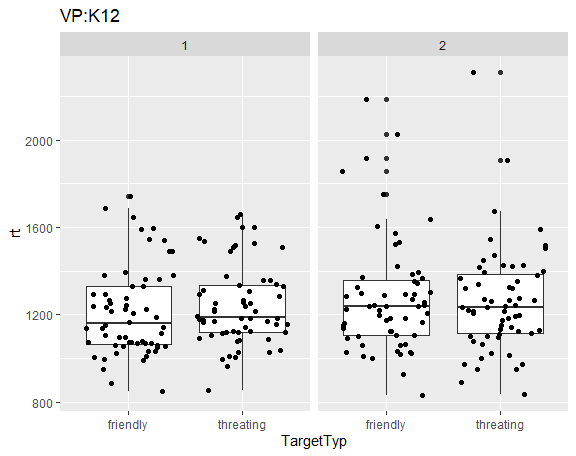 VP:K12
1
2
2000
1600
1200
800
rt
friendly
threating
friendly
threating
TargetTyp